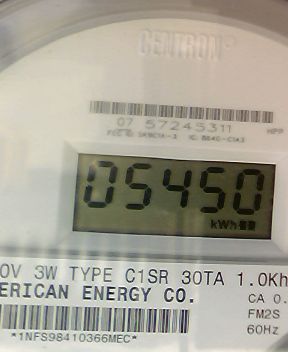 CENTRON®
07 57245311
05450
kWh
0V 3W TYPE C1SR 30TA 1.0Kh
ERICAN ENERGY CO.
CA 0.
FM2S
60Hz
*1NFS98410366MEC*